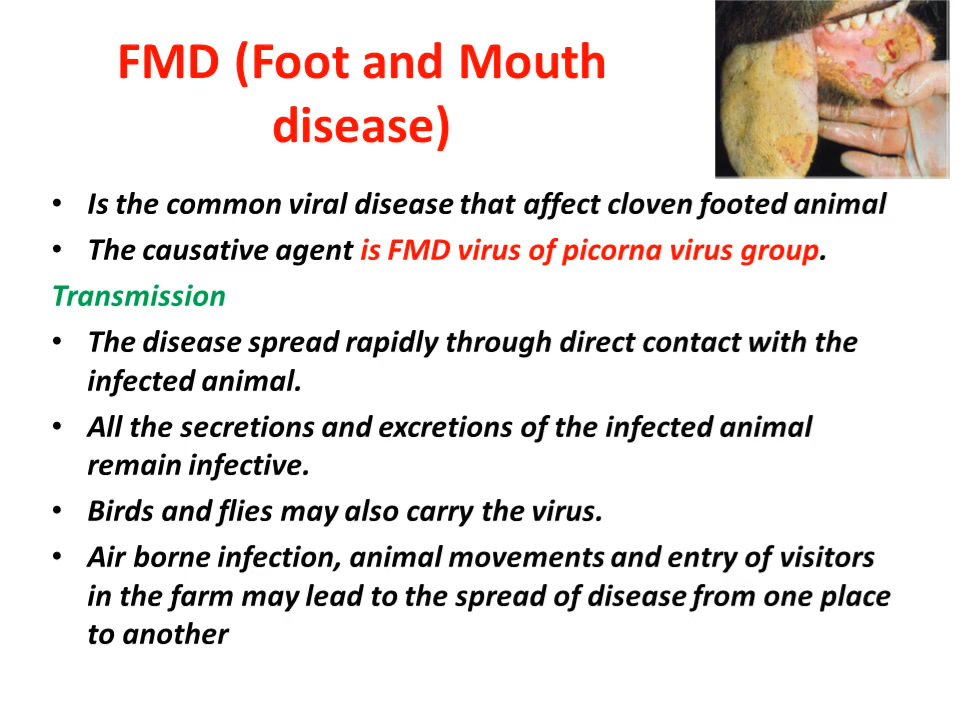 FMD (Foot and Mouth
disease)
• Is the common viral disease that affect cloven footed animal
• The causative agent is FMD virus of picorna virus group.
Transmission
• The disease spread rapidly through direct contact with the
infected animal.
• All the secretions and excretions of the infected animal
remain infective.
• Birds and flies may also carry the virus.
• Air borne infection, animal movements and entry of visitors
in the farm may lead to the spread of disease from one place
to another